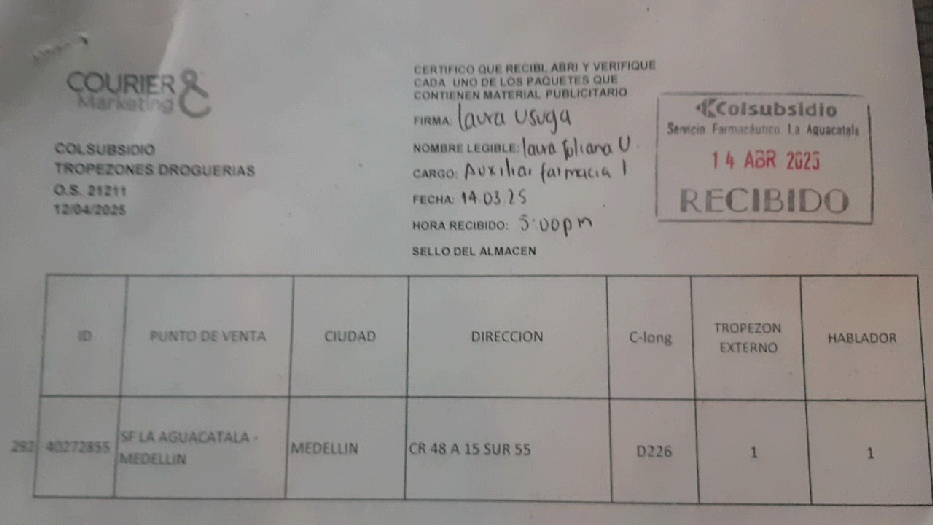 COURIER &
Marketing
COLSUBSIDIO
TROPEZONES DROGUERIAS
O.S. 21211
12/04/2025
CERTIFICO QUE RECIBI, ABRI Y VERIFIQUE
CADA UNO DE LOS PAQUETES QUE
CONTIENEN MATERIAL PUBLICITARIO
FIRMA: Laura Usuga
NOMBRE LEGIBLE: Laura Juliana U.
CARGO: Auxiliar farmacia 1
FECHA: 14.03.25
HORA RECIBIDO: 5:00pm
SELLO DEL ALMACEN
Colsubsidio
Servicio Farmacéutico La Aguacatala
14 ABR 2025
RECIBIDO
ID PUNTO DE VENTA CIUDAD DIRECCION C-long TROPEZON EXTERNO HABLADOR
292 40272855 SF LA AGUACATALA - MEDELLIN MEDELLIN CR 48 A 15 SUR 55 D226 1 1